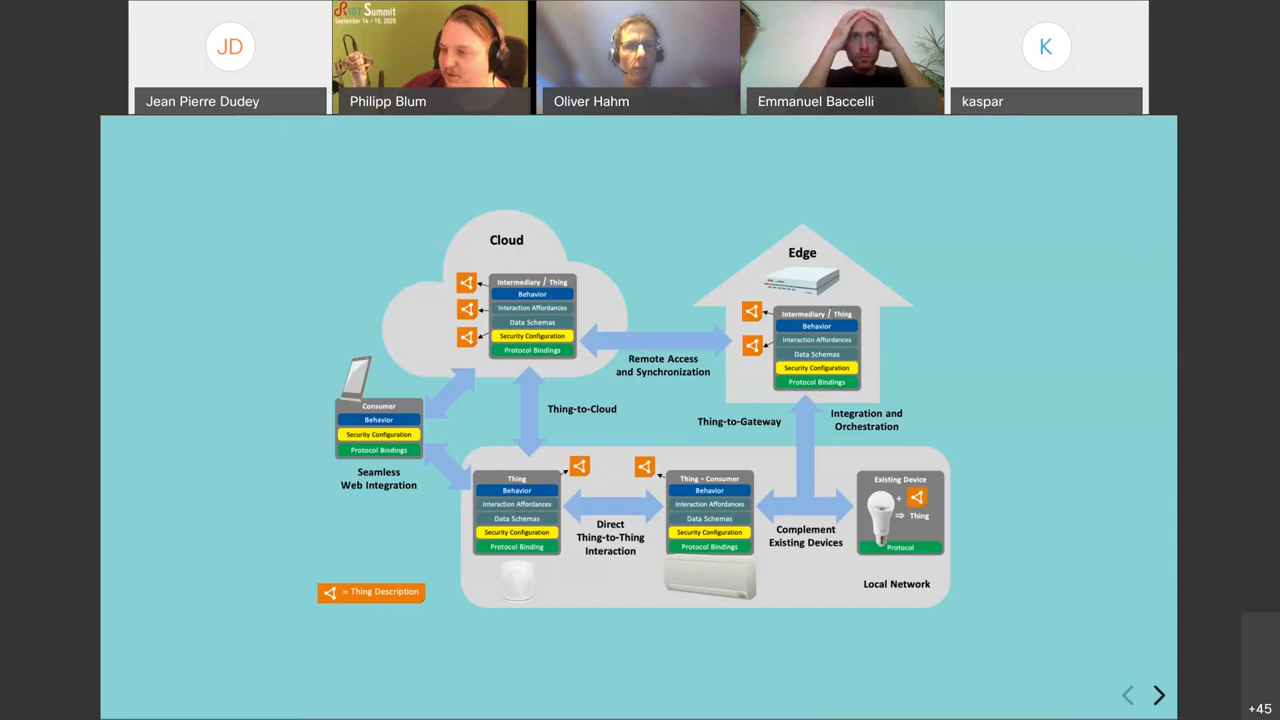 RIOT Summit
September 14 - 15, 2020
JD
K
Jean Pierre Dudey
Philipp Blum
Oliver Hahm
Emmanuel Baccelli
kaspar
Cloud
Intermediary / Thing
Behavior
Interaction Affordances
Data Schemas
Security Configuration
Protocol Bindings
Edge
Intermediary / Thing
Behavior
Interaction Affordances
Data Schemas
Security Configuration
Protocol Bindings
Remote Access
and Synchronization
Consumer
Behavior
Security Configuration
Protocol Bindings
Seamless
Web Integration
Thing-to-Cloud
Thing-to-Gateway
Integration and
Orchestration
Thing
Behavior
Interaction Affordances
Data Schemas
Security Configuration
Protocol Binding
Direct
Thing-to-Thing
Interaction
Thing + Consumer
Behavior
Interaction Affordances
Data Schemas
Security Configuration
Protocol Bindings
Complement
Existing Devices
Existing Device
+
⇒ Thing
Protocol
Local Network
= Thing Description
+45